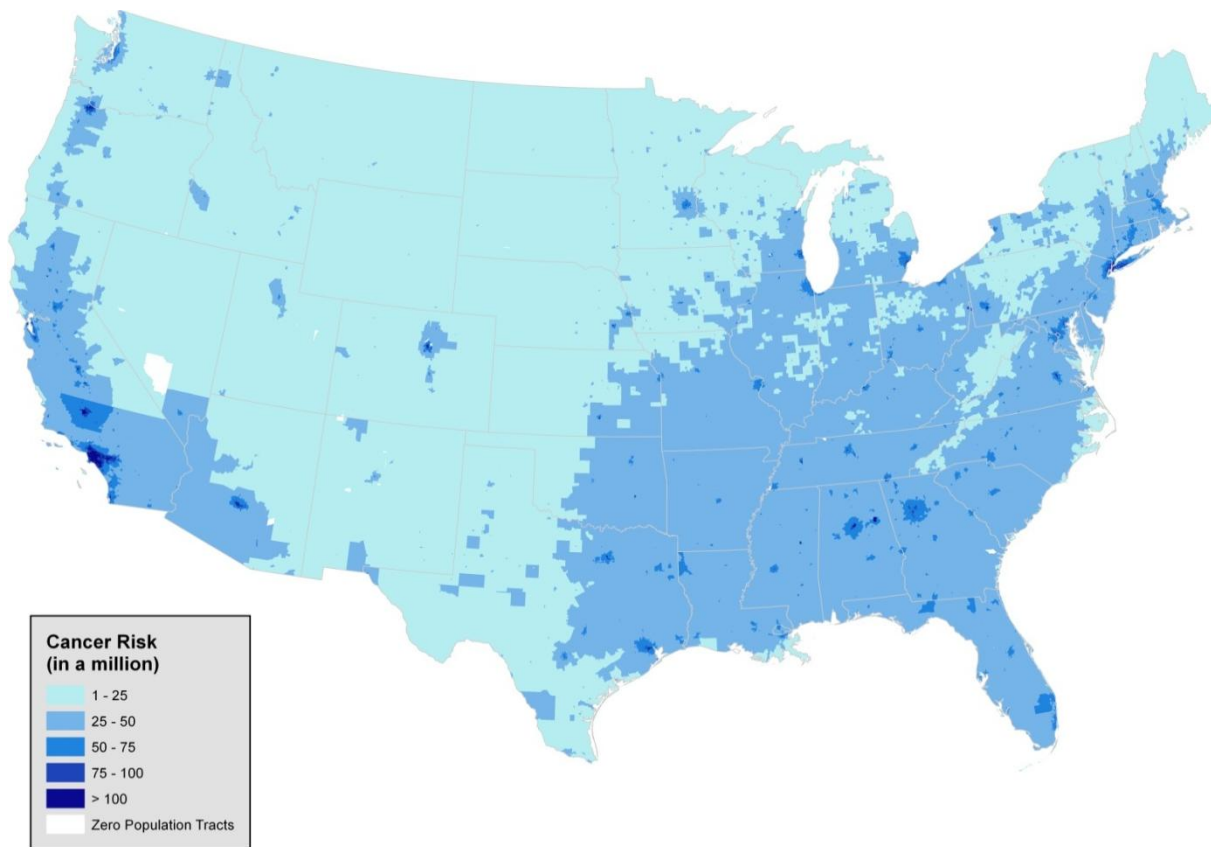 Cancer Risk
(in a million)
1 - 25
25 - 50
50 - 75
75 - 100
> 100
Zero Population Tracts